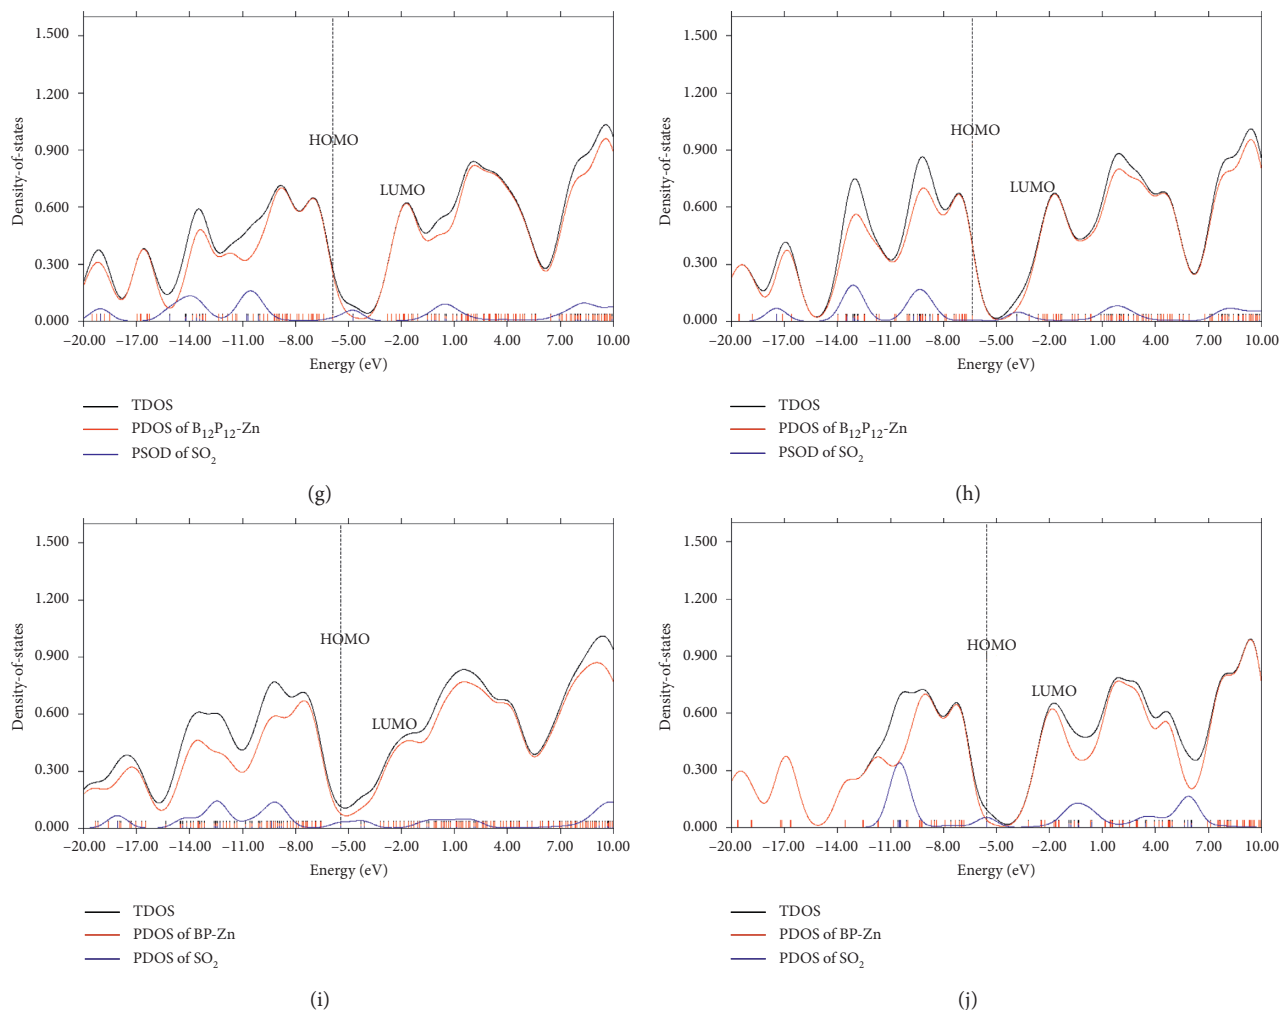 1.500
1.200
0.900
0.600
0.300
0.000
Density-of-states
HOMO
LUMO
−20.00 −17.00 −14.00 −11.00 −8.00 −5.00 −2.00 1.00 4.00 7.00 10.00
Energy (eV)
TDOS
PDOS of B12P12-Zn
PSOD of SO2
(g)
1.500
1.200
0.900
0.600
0.300
0.000
Density-of-states
HOMO
LUMO
−20.00 −17.00 −14.00 −11.00 −8.00 −5.00 −2.00 1.00 4.00 7.00 10.00
Energy (eV)
TDOS
PDOS of B12P12-Zn
PSOD of SO2
(h)
1.500
1.200
0.900
0.600
0.300
0.000
Density-of-states
HOMO
LUMO
−20.00 −17.00 −14.00 −11.00 −8.00 −5.00 −2.00 1.00 4.00 7.00 10.00
Energy (eV)
TDOS
PDOS of BP-Zn
PDOS of SO2
(i)
1.500
1.200
0.900
0.600
0.300
0.000
Density-of-states
HOMO
LUMO
−20.00 −17.00 −14.00 −11.00 −8.00 −5.00 −2.00 1.00 4.00 7.00 10.00
Energy (eV)
TDOS
PDOS of BP-Zn
PDOS of SO2
(j)